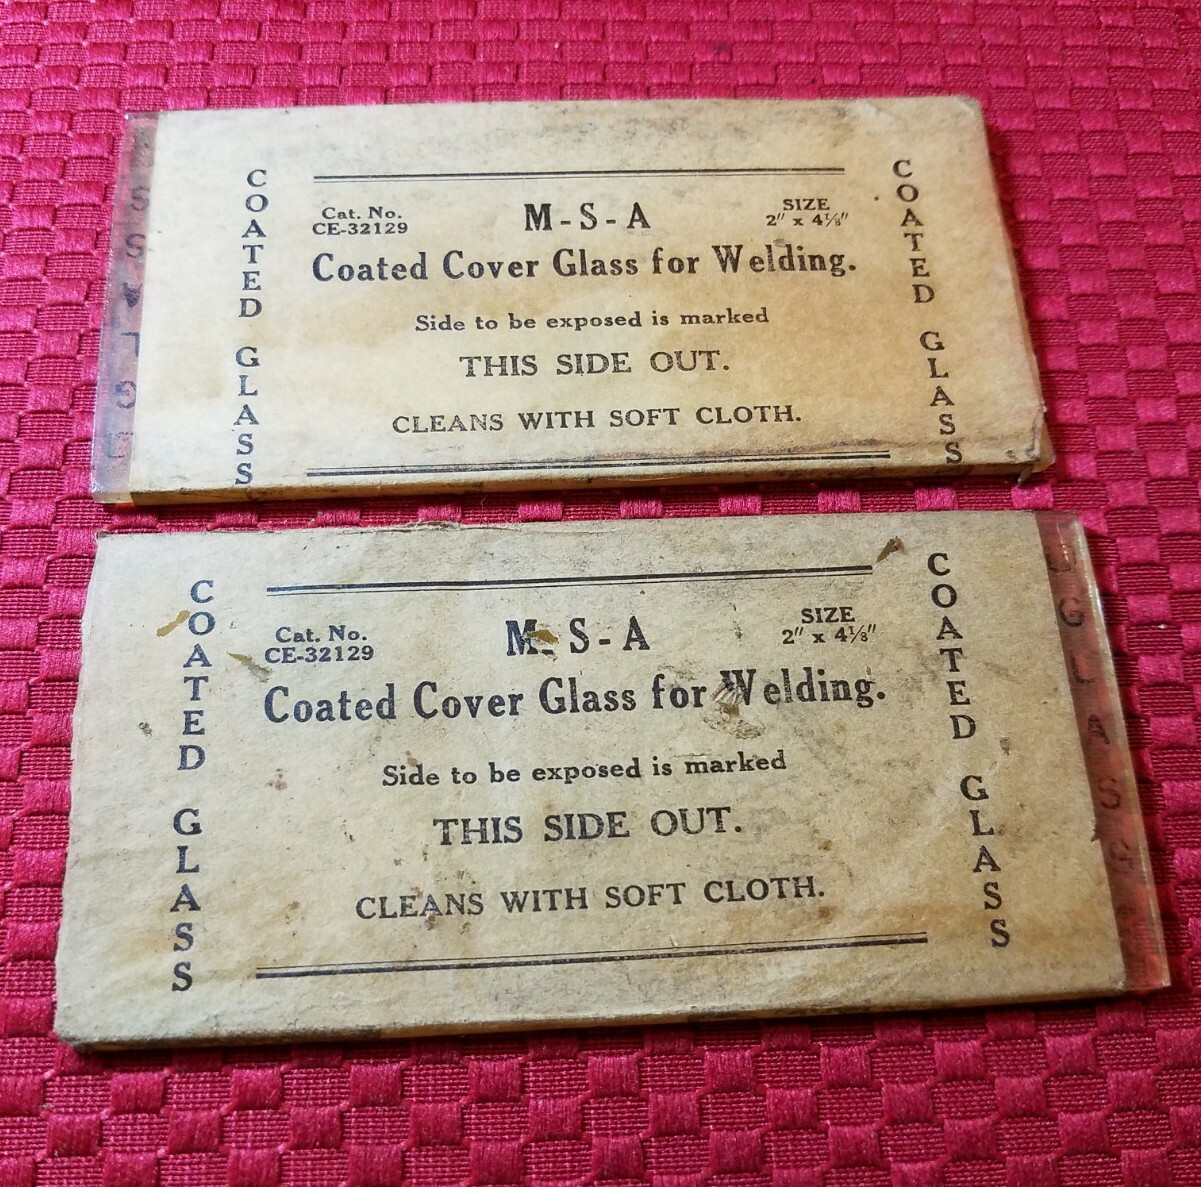 COATED GLASS
Cat. No.
CE-32129
M-S-A
SIZE
2" x 4⅛"
Coated Cover Glass for Welding.
Side to be exposed is marked
THIS SIDE OUT.
CLEANS WITH SOFT CLOTH.
COATED GLASS
COATED GLASS
Cat. No.
CE-32129
M-S-A
SIZE
2" x 4⅛"
Coated Cover Glass for Welding.
Side to be exposed is marked
THIS SIDE OUT.
CLEANS WITH SOFT CLOTH.
COATED GLASS